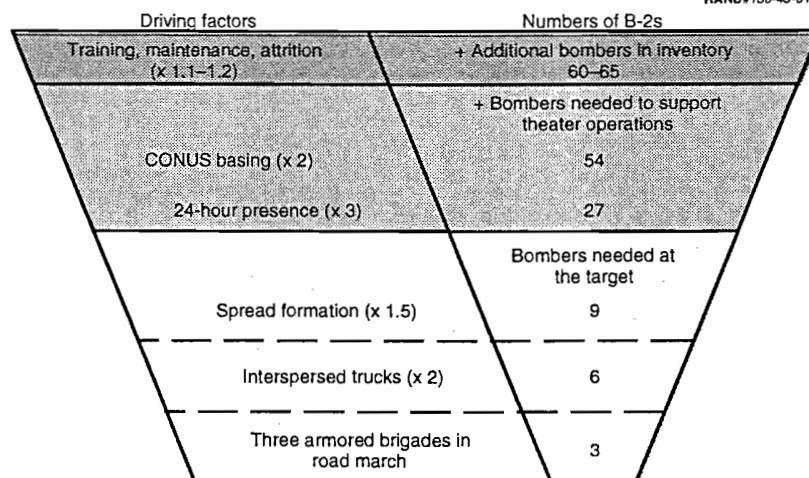 Driving factors Numbers of B-2s
Training, maintenance, attrition + Additional bombers in inventory
(x 1.1–1.2) 60–65
+ Bombers needed to support
theater operations
CONUS basing (x 2) 54
24-hour presence (x 3) 27
Bombers needed at
the target
Spread formation (x 1.5) 9
Interspersed trucks (x 2) 6
Three armored brigades in
road march 3